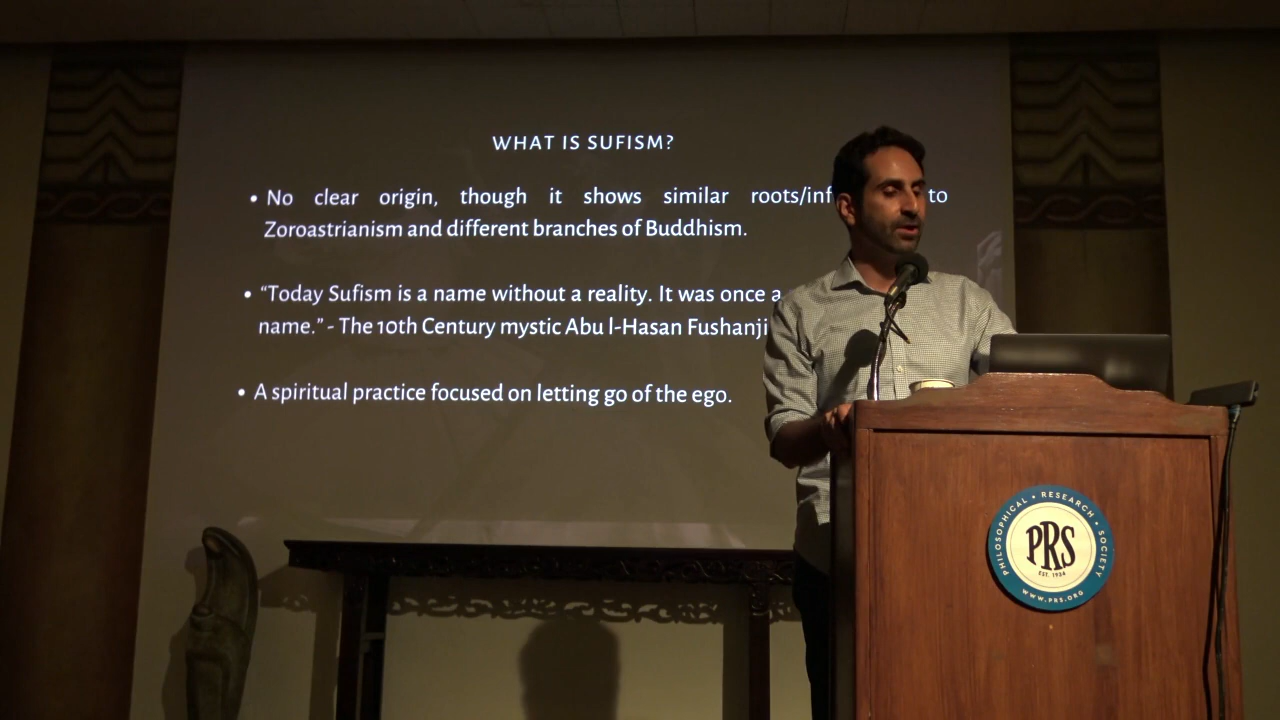 WHAT IS SUFISM?
• No clear origin, though it shows similar roots/inf to
Zoroastrianism and different branches of Buddhism.
• “Today Sufism is a name without a reality. It was once a
name.” - The 10th Century mystic Abu l-Hasan Fushanji
• A spiritual practice focused on letting go of the ego.
PHILOSOPHICAL • RESEARCH • SOCIETY
PRS
EST. 1934
WWW.PRS.ORG